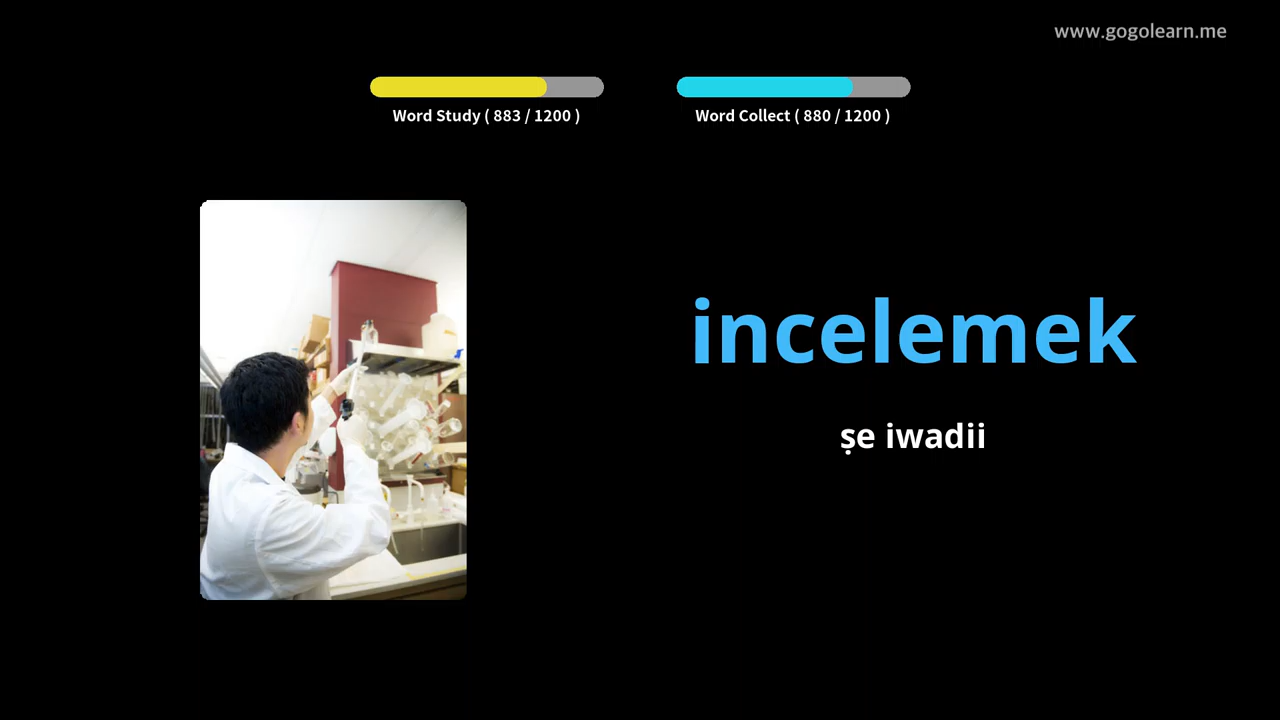 www.gogolearn.me
Word Study ( 883 / 1200 )
Word Collect ( 880 / 1200 )
incelemek
ṣe iwadii